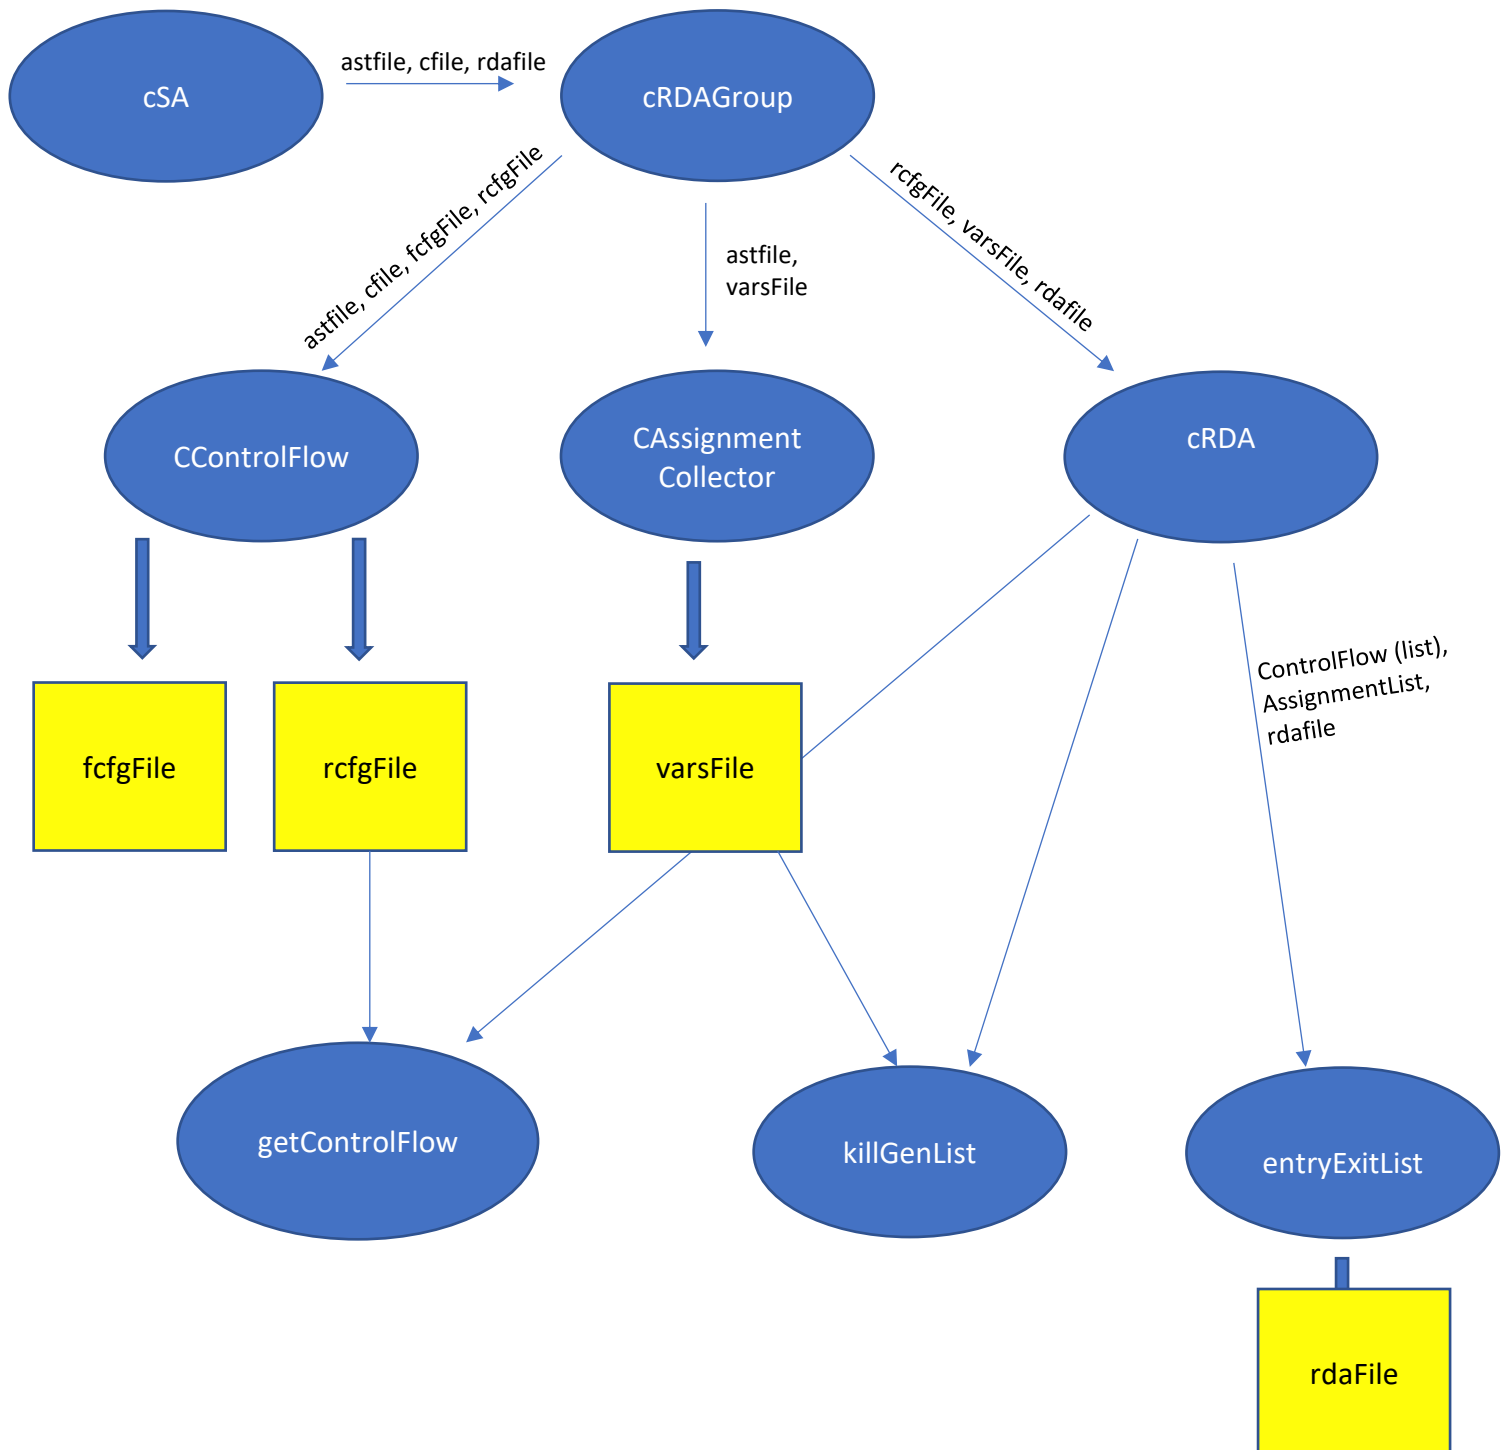 astfile, cfile, rdafile
cSA
cRDAGroup
astfile, cfile, fcfgFile, rcfgFile
astfile,
varsFile
rcfgFile, varsFile, rdafile
CControlFlow
CAssignment
Collector
cRDA
ControlFlow (list),
AssignmentList,
rdafile
fcfgFile
rcfgFile
varsFile
getControlFlow
killGenList
entryExitList
rdaFile